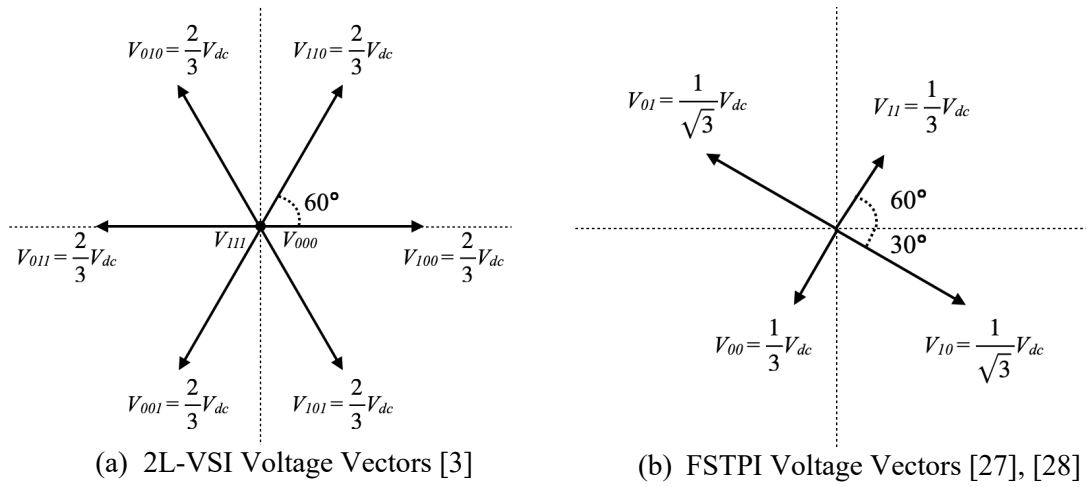 V010 = 2/3 Vdc
V110 = 2/3 Vdc
60°
V111
V000
V011 = 2/3 Vdc
V100 = 2/3 Vdc
V001 = 2/3 Vdc
V101 = 2/3 Vdc
(a) 2L-VSI Voltage Vectors [3]
V01 = 1/√3 Vdc
V11 = 1/3 Vdc
60°
30°
V00 = 1/3 Vdc
V10 = 1/√3 Vdc
(b) FSTPI Voltage Vectors [27], [28]